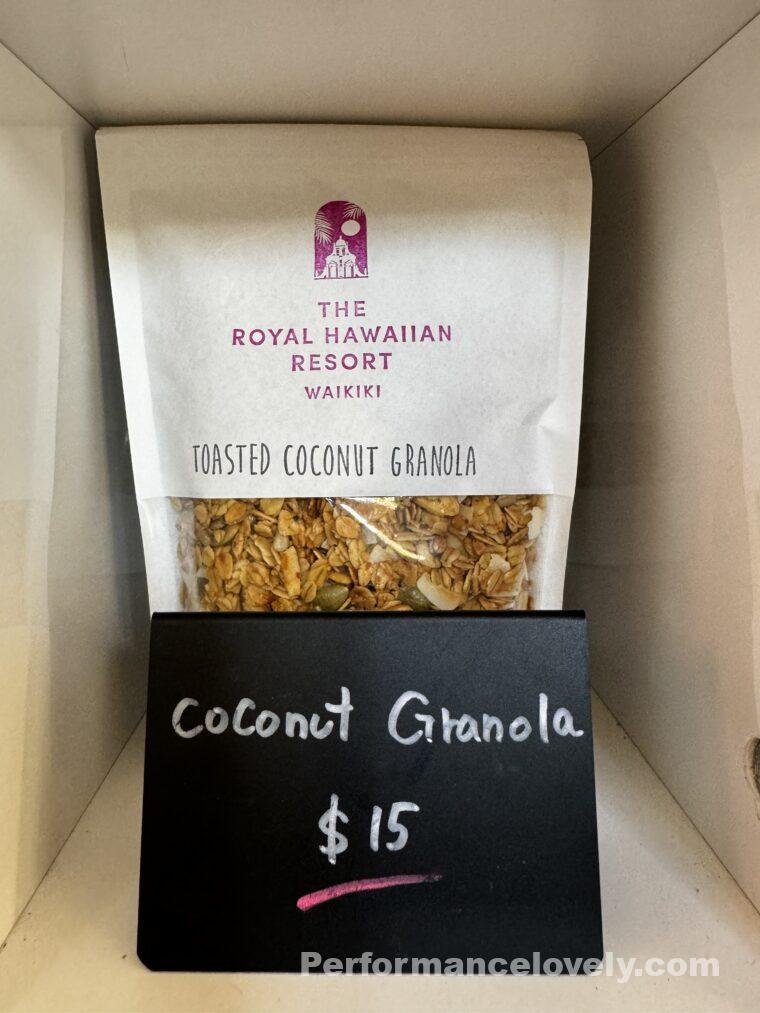 THE
ROYAL HAWAIIAN
RESORT
WAIKIKI
TOASTED COCONUT GRANOLA
Coconut Granola
$15
Performancelovely.com